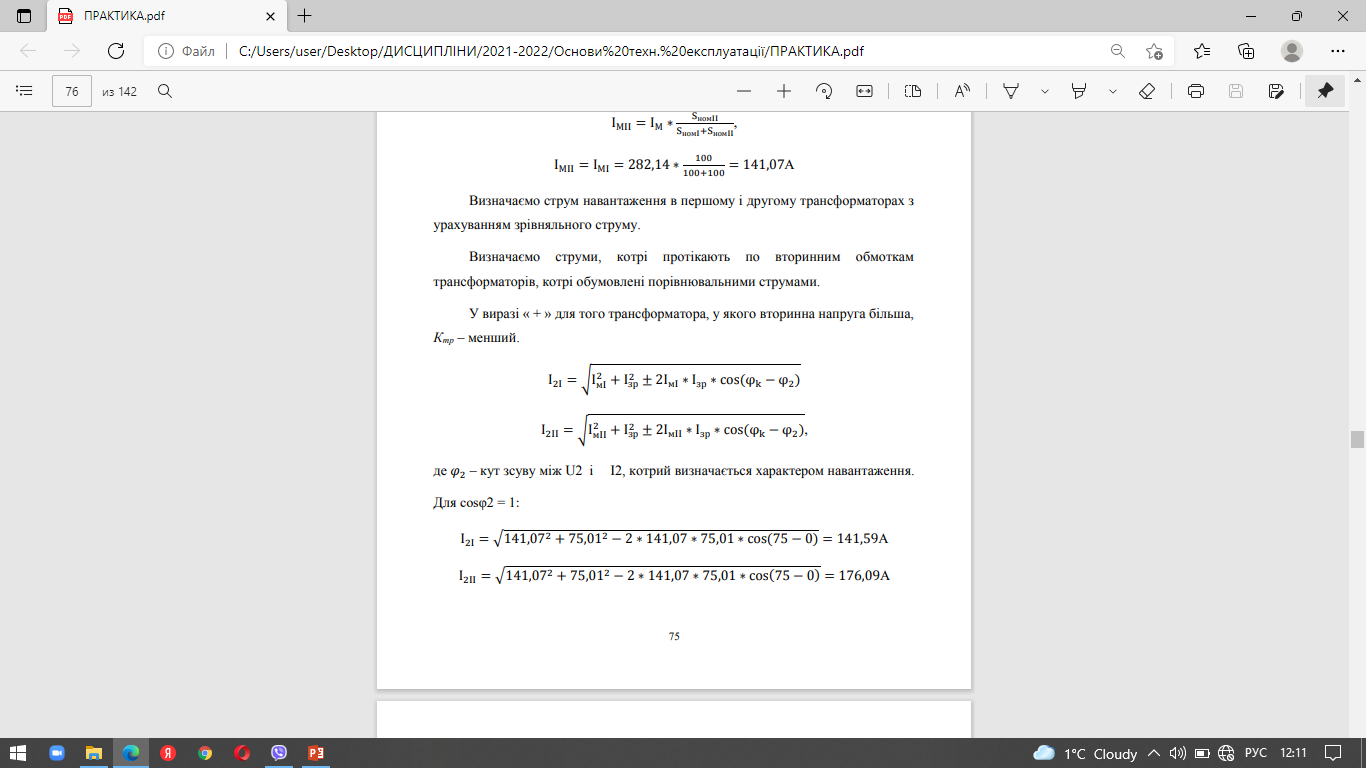 ПРАКТИКА.pdf
Файл C:/Users/user/Desktop/ДИСЦИПЛІНИ/2021-2022/Основи%20техн.%20експлуатації/ПРАКТИКА.pdf
76 из 142
I_МІІ = I_М ∗ S_номІІ / (S_номІ+S_номІІ),
I_МІІ = I_МІ = 282,14 ∗ 100 / (100+100) = 141,07А
Визначаємо струм навантаження в першому і другому трансформаторах з
урахуванням зрівняльного струму.
Визначаємо струми, котрі протікають по вторинним обмоткам
трансформаторів, котрі обумовлені порівнювальними струмами.
У виразі « + » для того трансформатора, у якого вторинна напруга більша,
Kтр – менший.
I_2І = √(I²_мІ + I²_зр ± 2I_мІ ∗ I_зр ∗ cos(φ_k − φ_2))
I_2ІІ = √(I²_мІІ + I²_зр ± 2I_мІІ ∗ I_зр ∗ cos(φ_k − φ_2)),
де φ_2 – кут зсуву між U2 і I2, котрий визначається характером навантаження.
Для cosφ2 = 1:
I_2І = √(141,07² + 75,01² − 2 ∗ 141,07 ∗ 75,01 ∗ cos(75 − 0)) = 141,59А
I_2ІІ = √(141,07² + 75,01² − 2 ∗ 141,07 ∗ 75,01 ∗ cos(75 − 0)) = 176,09А
75
1°C Cloudy РУС 12:11